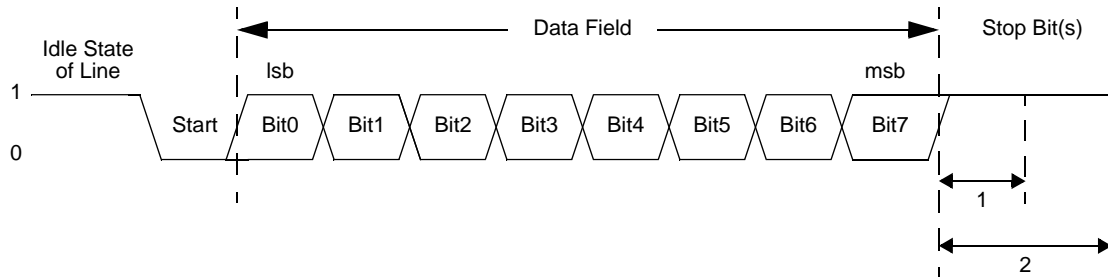 Data Field
Stop Bit(s)
Idle State
of Line
lsb
msb
1
Start
Bit0
Bit1
Bit2
Bit3
Bit4
Bit5
Bit6
Bit7
0
1
2